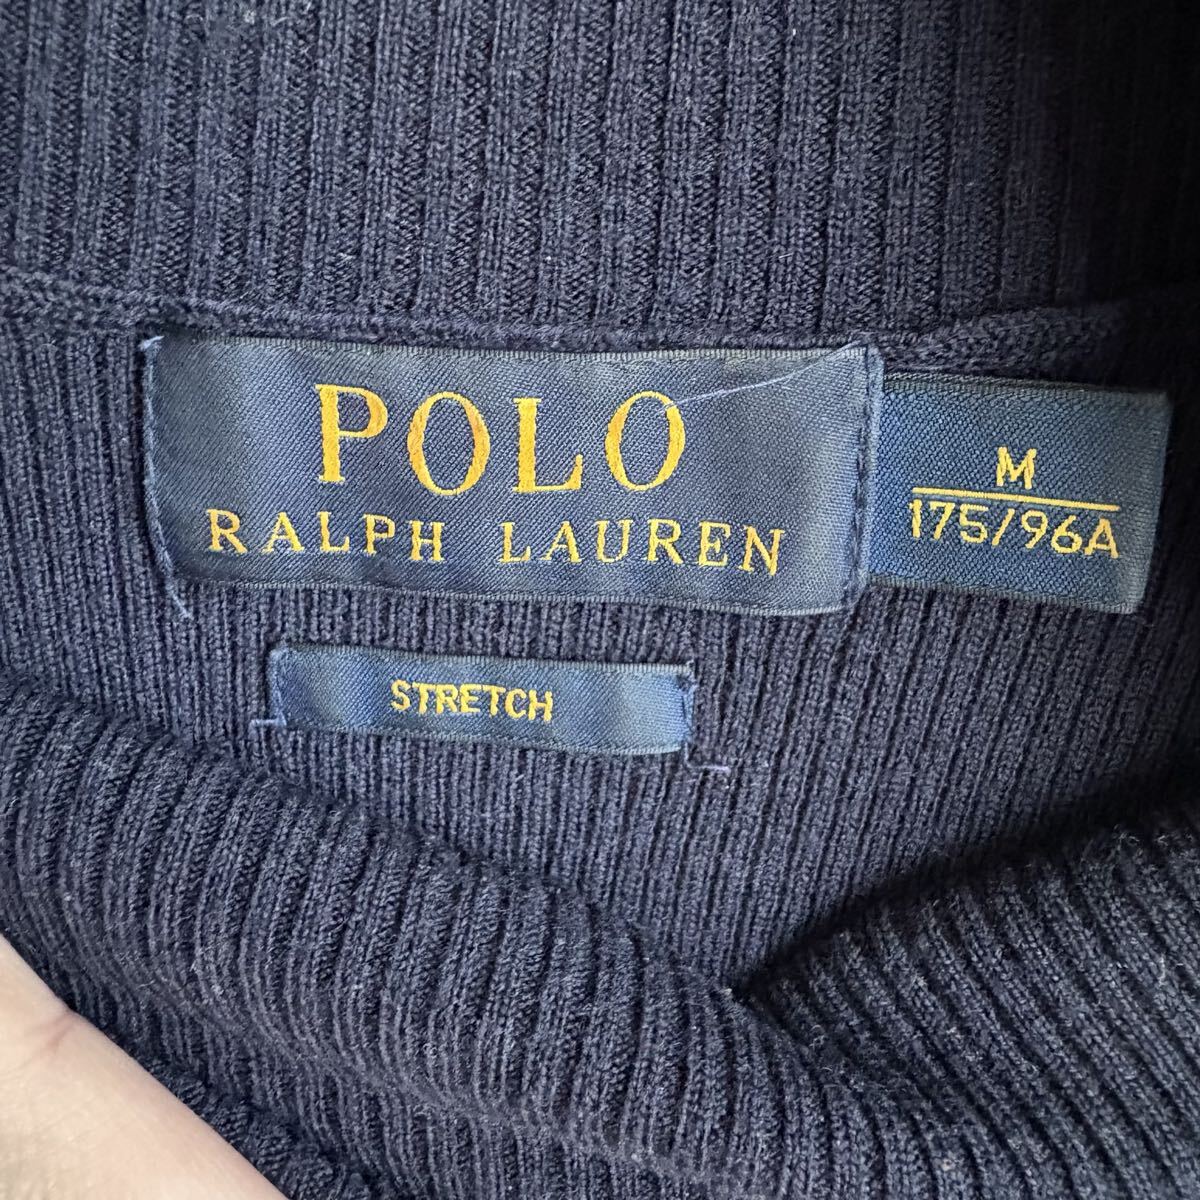 POLO
RALPH LAUREN
M
175/96A
STRETCH